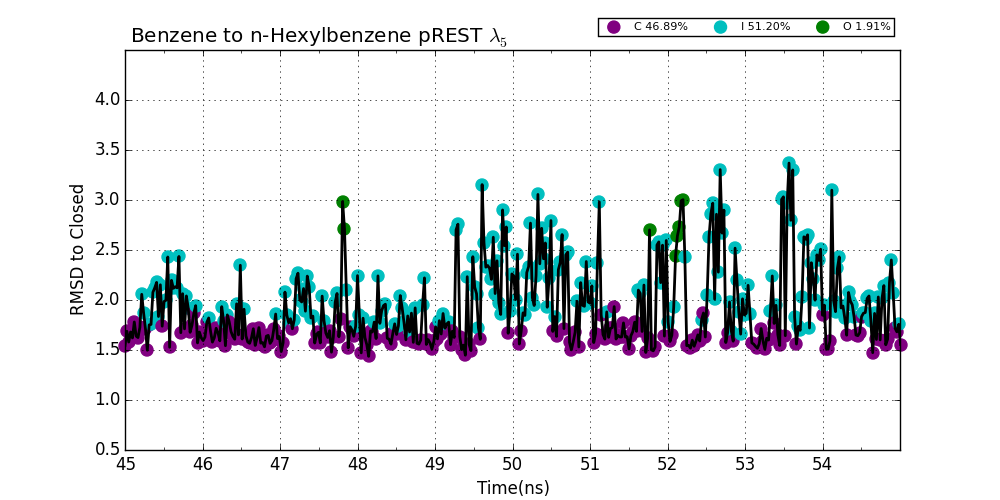 Benzene to n-Hexylbenzene pREST λ5
C 46.89% I 51.20% O 1.91%
RMSD to Closed
4.0
3.5
3.0
2.5
2.0
1.5
1.0
0.5
45 46 47 48 49 50 51 52 53 54
Time(ns)